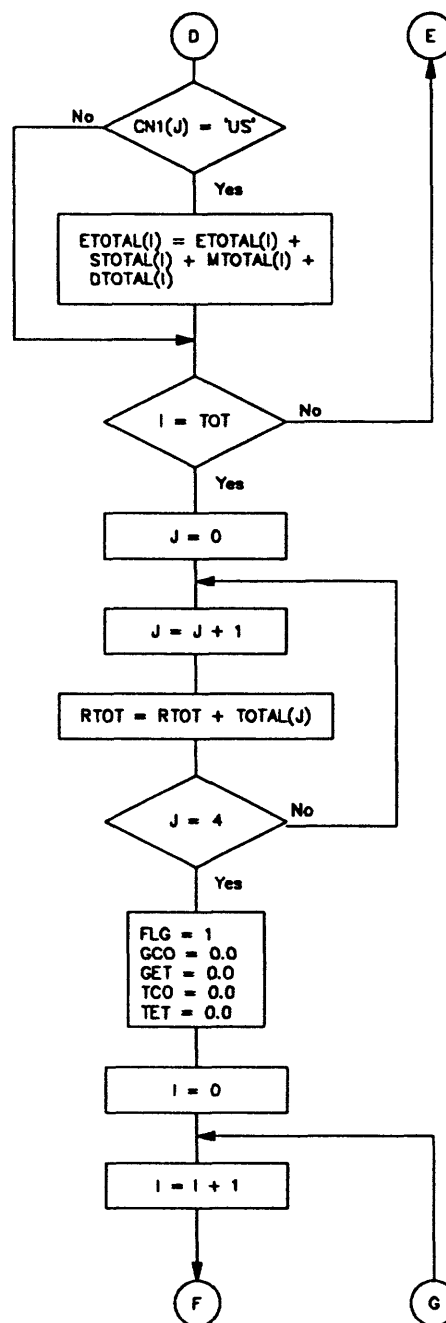 D
E
CN1(J) = 'US'
No
Yes
ETOTAL(I) = ETOTAL(I) +
STOTAL(I) + MTOTAL(I) +
DTOTAL(I)
I = TOT
No
Yes
J = 0
J = J + 1
RTOT = RTOT + TOTAL(J)
J = 4
No
Yes
FLG = 1
GCO = 0.0
GET = 0.0
TCO = 0.0
TET = 0.0
I = 0
I = I + 1
F
G